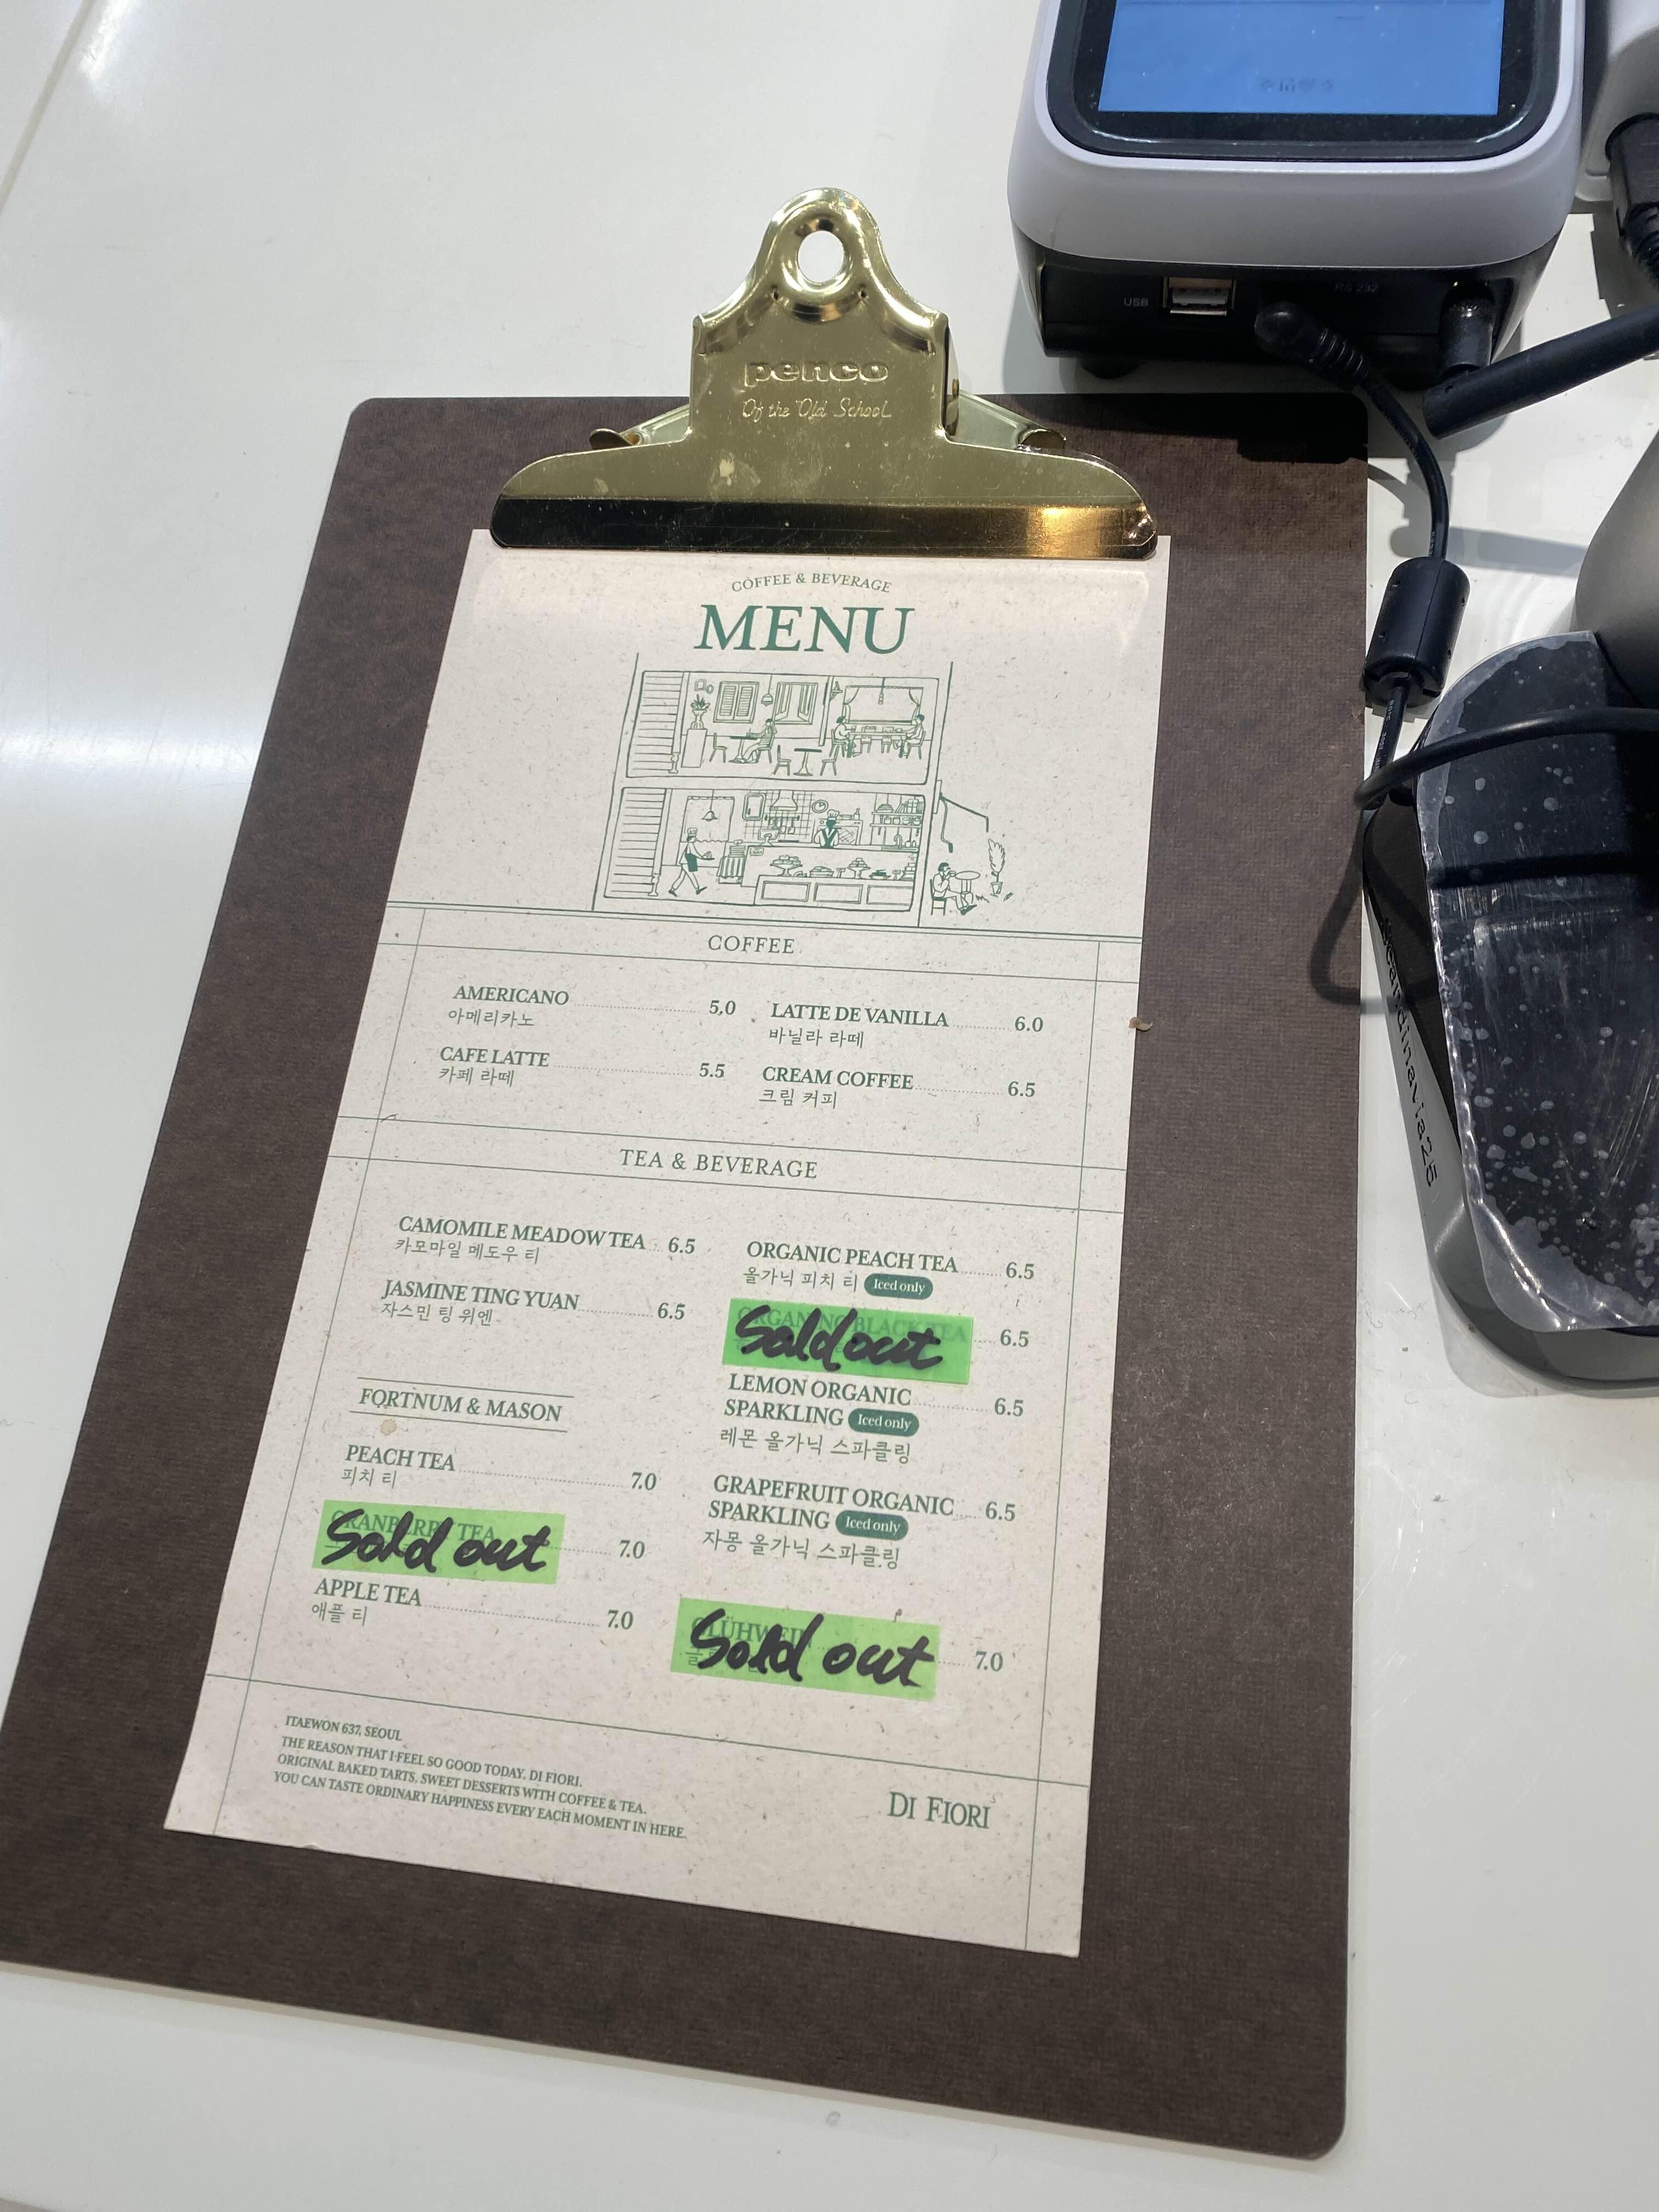 USB
RS 232
penco
Of the Old School
COFFEE & BEVERAGE
MENU
COFFEE
AMERICANO 5.0
아메리카노
CAFE LATTE 5.5
카페 라떼
LATTE DE VANILLA 6.0
바닐라 라떼
CREAM COFFEE 6.5
크림 커피
TEA & BEVERAGE
CAMOMILE MEADOW TEA 6.5
카모마일 메도우 티
JASMINE TING YUAN 6.5
자스민 팅 위엔
FORTNUM & MASON
PEACH TEA 7.0
피치 티
Sold out 7.0
APPLE TEA 7.0
애플 티
ORGANIC PEACH TEA 6.5
올가닉 피치 티 Iced only
BLACK TEA
Sold out 6.5
LEMON ORGANIC
SPARKLING Iced only 6.5
레몬 올가닉 스파클링
GRAPEFRUIT ORGANIC 6.5
SPARKLING Iced only
자몽 올가닉 스파클링
Sold out 7.0
ITAEWON 637, SEOUL
THE REASON THAT I FEEL SO GOOD TODAY, DI FIORI.
ORIGINAL BAKED TARTS, SWEET DESSERTS WITH COFFEE & TEA.
YOU CAN TASTE ORDINARY HAPPINESS EVERY EACH MOMENT IN HERE.
DI FIORI